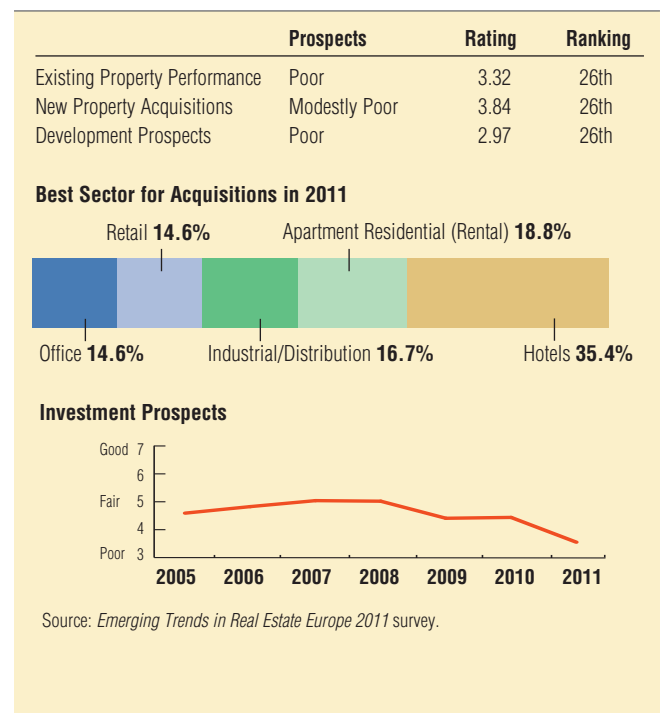 Prospects Rating Ranking
Existing Property Performance Poor 3.32 26th
New Property Acquisitions Modestly Poor 3.84 26th
Development Prospects Poor 2.97 26th
Best Sector for Acquisitions in 2011
Retail 14.6% Apartment Residential (Rental) 18.8%
Office 14.6% Industrial/Distribution 16.7% Hotels 35.4%
Investment Prospects
Good 7
6
Fair 5
4
Poor 3
2005 2006 2007 2008 2009 2010 2011
Source: Emerging Trends in Real Estate Europe 2011 survey.